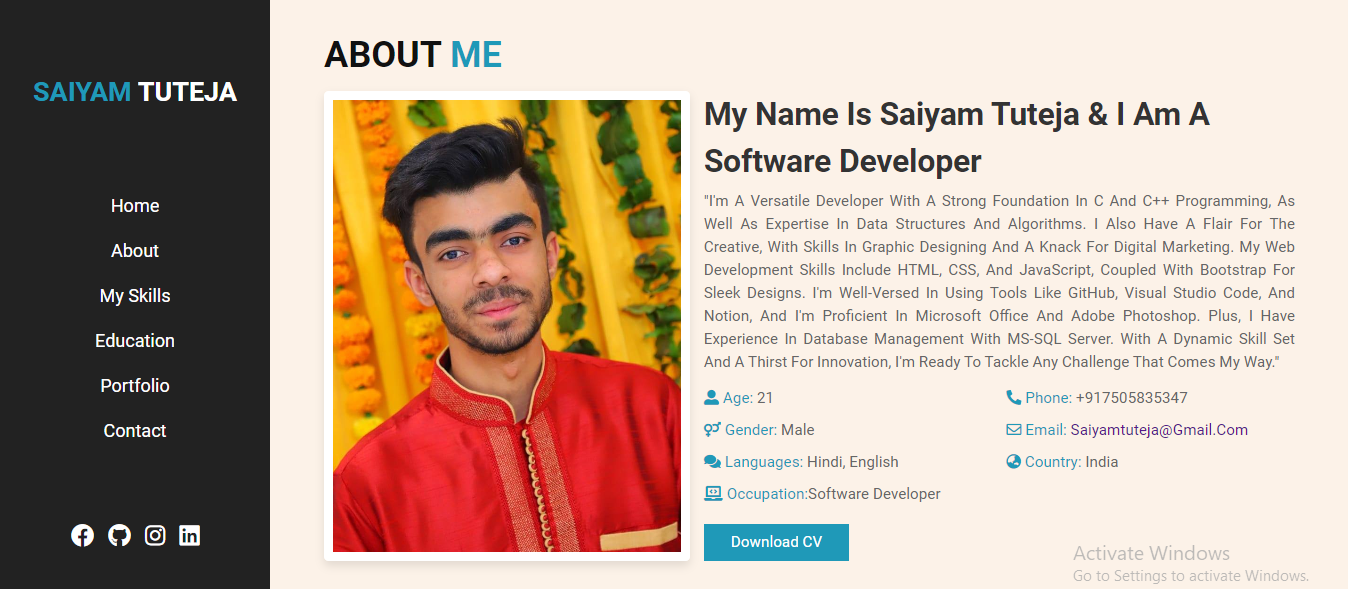 SAIYAM TUTEJA
Home
About
My Skills
Education
Portfolio
Contact
ABOUT ME
My Name Is Saiyam Tuteja & I Am A
Software Developer
"I'm A Versatile Developer With A Strong Foundation In C And C++ Programming, As
Well As Expertise In Data Structures And Algorithms. I Also Have A Flair For The
Creative, With Skills In Graphic Designing And A Knack For Digital Marketing. My Web
Development Skills Include HTML, CSS, And JavaScript, Coupled With Bootstrap For
Sleek Designs. I'm Well-Versed In Using Tools Like GitHub, Visual Studio Code, And
Notion, And I'm Proficient In Microsoft Office And Adobe Photoshop. Plus, I Have
Experience In Database Management With MS-SQL Server. With A Dynamic Skill Set
And A Thirst For Innovation, I'm Ready To Tackle Any Challenge That Comes My Way."
Age: 21
Phone: +917505835347
Gender: Male
Email: Saiyamtuteja@Gmail.Com
Languages: Hindi, English
Country: India
Occupation:Software Developer
Download CV
Activate Windows
Go to Settings to activate Windows.